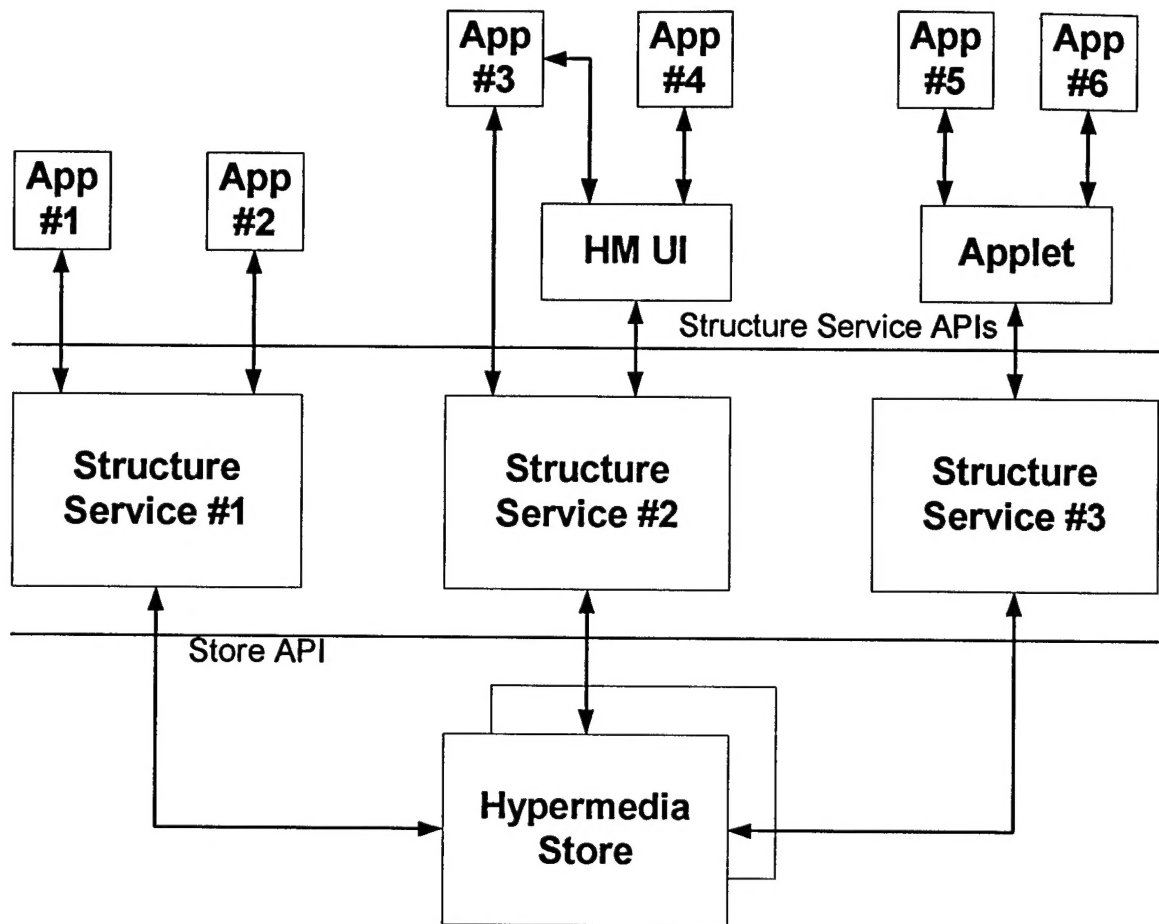 App
#3
App
#4
App
#5
App
#6
App
#1
App
#2
HM UI
Applet
Structure Service APIs
Structure
Service #1
Structure
Service #2
Structure
Service #3
Store API
Hypermedia
Store